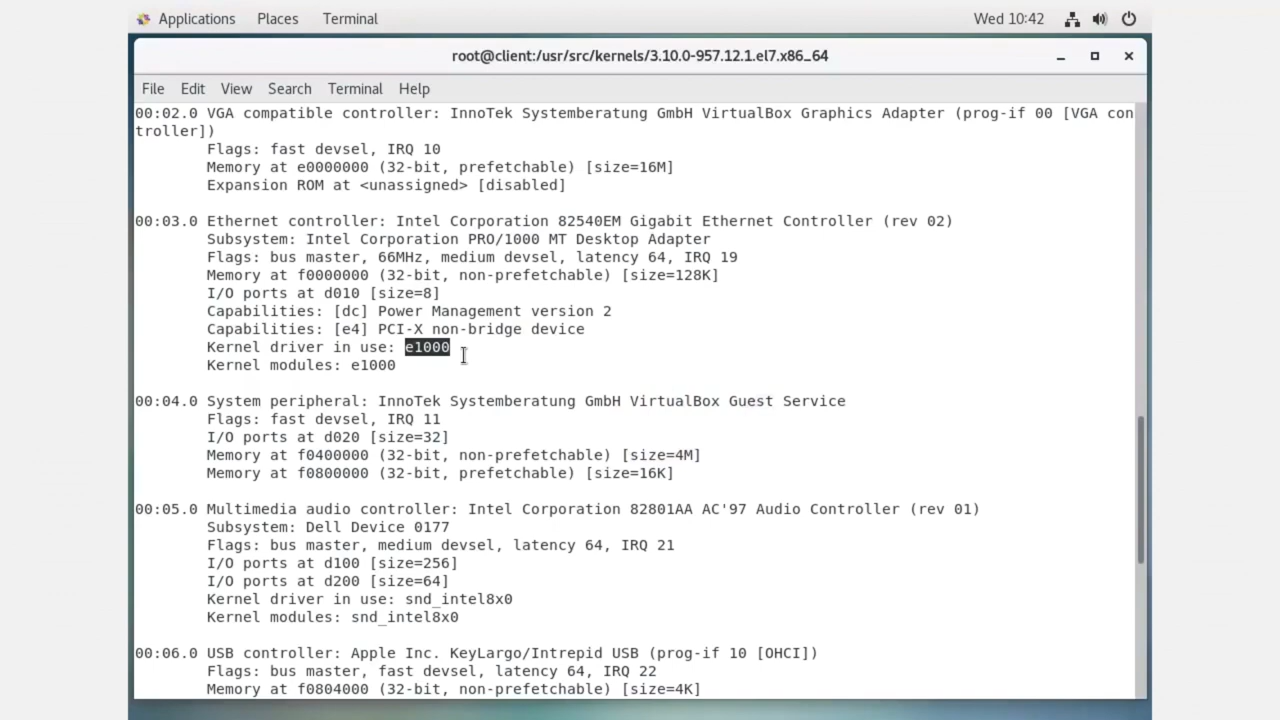 Applications Places Terminal Wed 10:42
root@client:/usr/src/kernels/3.10.0-957.12.1.el7.x86_64
File Edit View Search Terminal Help
00:02.0 VGA compatible controller: InnoTek Systemberatung GmbH VirtualBox Graphics Adapter (prog-if 00 [VGA con
troller])
Flags: fast devsel, IRQ 10
Memory at e0000000 (32-bit, prefetchable) [size=16M]
Expansion ROM at <unassigned> [disabled]
00:03.0 Ethernet controller: Intel Corporation 82540EM Gigabit Ethernet Controller (rev 02)
Subsystem: Intel Corporation PRO/1000 MT Desktop Adapter
Flags: bus master, 66MHz, medium devsel, latency 64, IRQ 19
Memory at f0000000 (32-bit, non-prefetchable) [size=128K]
I/O ports at d010 [size=8]
Capabilities: [dc] Power Management version 2
Capabilities: [e4] PCI-X non-bridge device
Kernel driver in use: e1000
Kernel modules: e1000
00:04.0 System peripheral: InnoTek Systemberatung GmbH VirtualBox Guest Service
Flags: fast devsel, IRQ 11
I/O ports at d020 [size=32]
Memory at f0400000 (32-bit, non-prefetchable) [size=4M]
Memory at f0800000 (32-bit, prefetchable) [size=16K]
00:05.0 Multimedia audio controller: Intel Corporation 82801AA AC'97 Audio Controller (rev 01)
Subsystem: Dell Device 0177
Flags: bus master, medium devsel, latency 64, IRQ 21
I/O ports at d100 [size=256]
I/O ports at d200 [size=64]
Kernel driver in use: snd_intel8x0
Kernel modules: snd_intel8x0
00:06.0 USB controller: Apple Inc. KeyLargo/Intrepid USB (prog-if 10 [OHCI])
Flags: bus master, fast devsel, latency 64, IRQ 22
Memory at f0804000 (32-bit, non-prefetchable) [size=4K]